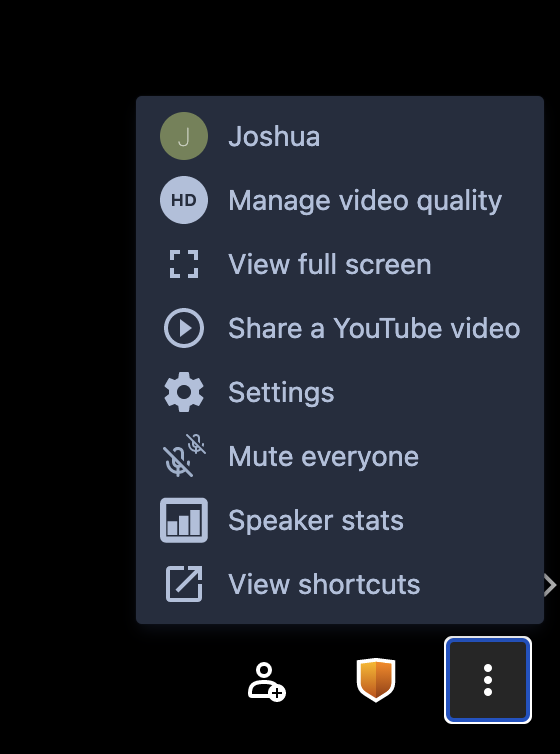 J Joshua
HD Manage video quality
View full screen
Share a YouTube video
Settings
Mute everyone
Speaker stats
View shortcuts